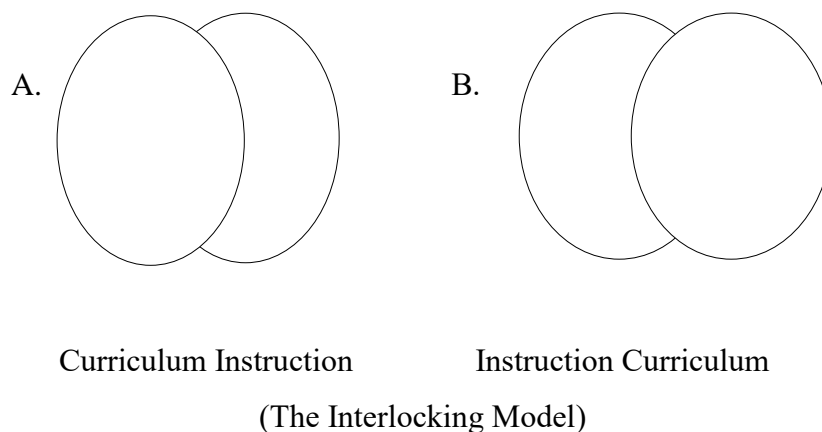 A. B.
Curriculum Instruction Instruction Curriculum
(The Interlocking Model)